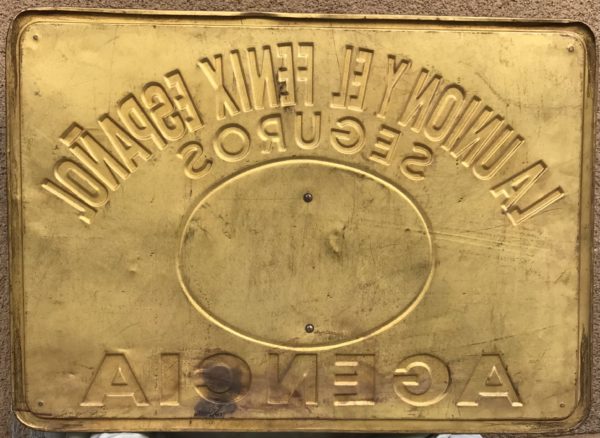 LA UNION Y EL FENIX ESPAÑOL
SEGUROS
AGENCIA